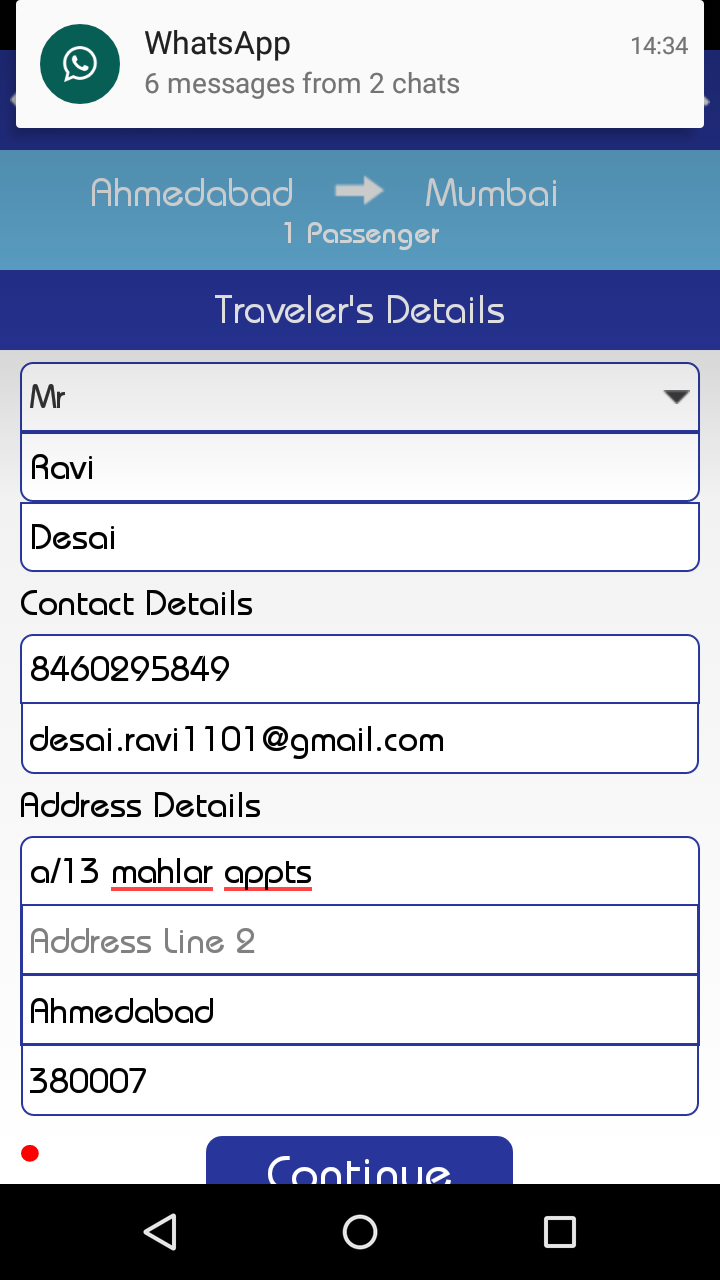 WhatsApp 14:34
6 messages from 2 chats
Ahmedabad Mumbai
1 Passenger
Traveler's Details
Mr
Ravi
Desai
Contact Details
8460295849
desai.ravi1101@gmail.com
Address Details
a/13 mahlar appts
Address Line 2
Ahmedabad
380007
Continue